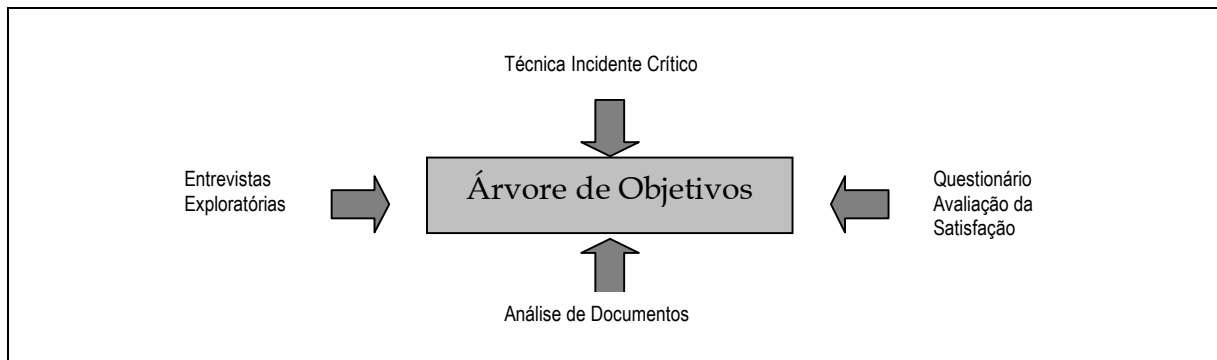 Técnica Incidente Crítico
Entrevistas
Exploratórias
Árvore de Objetivos
Questionário
Avaliação da
Satisfação
Análise de Documentos